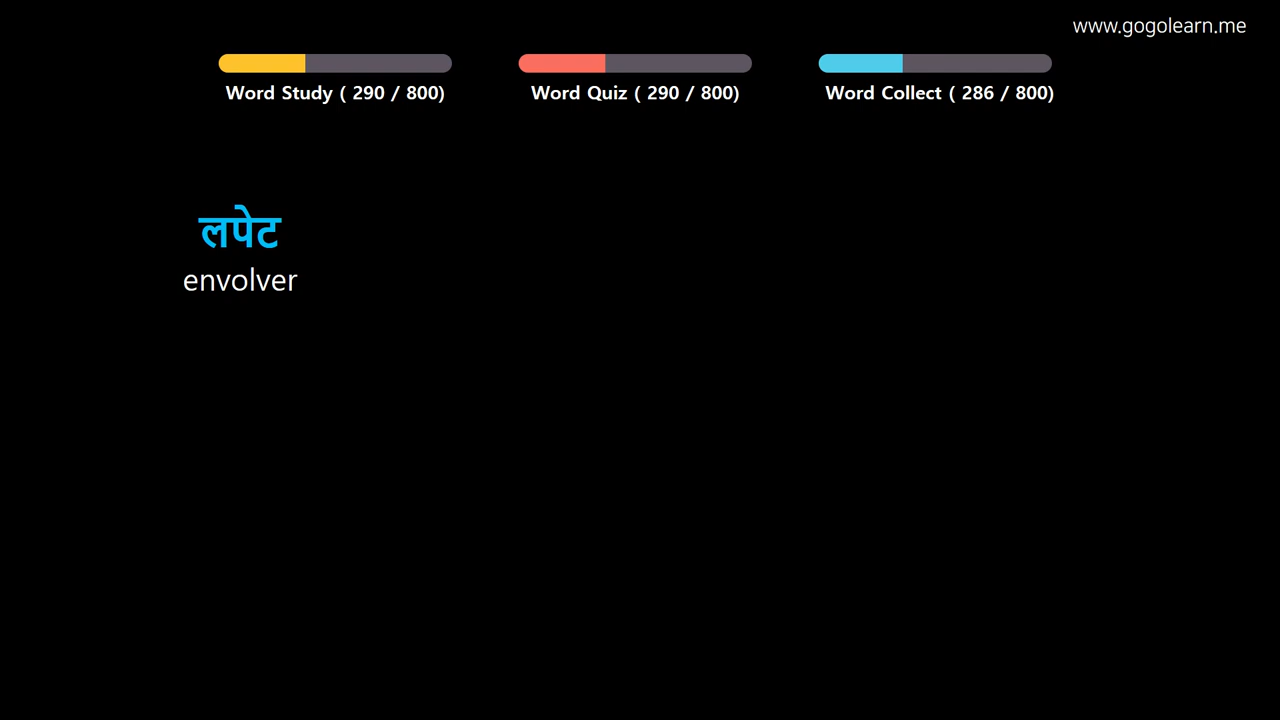 www.gogolearn.me
Word Study ( 290 / 800)
Word Quiz ( 290 / 800)
Word Collect ( 286 / 800)
लपेट
envolver